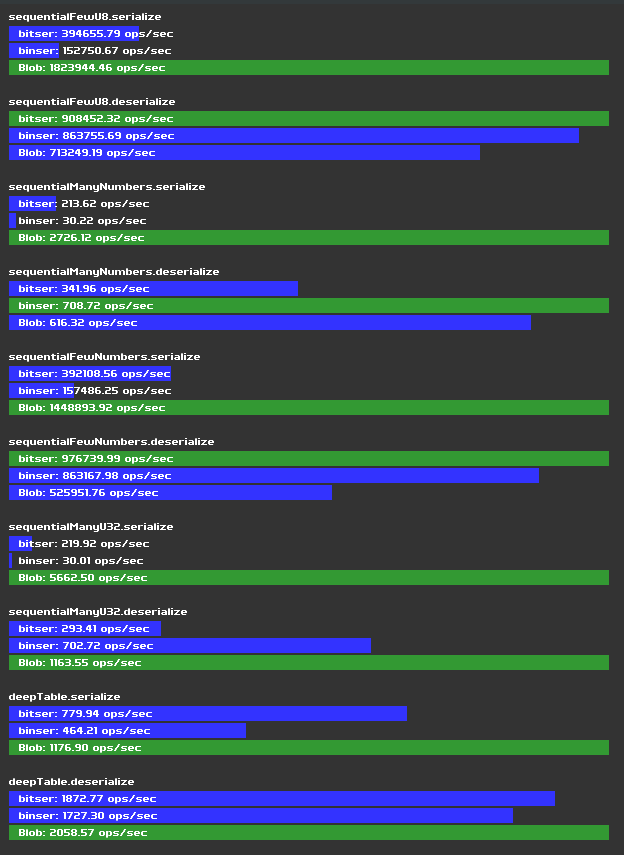 sequentialFewU8.serialize
bitser: 394655.79 ops/sec
binser: 152750.67 ops/sec
Blob: 1823944.46 ops/sec
sequentialFewU8.deserialize
bitser: 908452.32 ops/sec
binser: 863755.69 ops/sec
Blob: 713249.19 ops/sec
sequentialManyNumbers.serialize
bitser: 213.62 ops/sec
binser: 30.22 ops/sec
Blob: 2726.12 ops/sec
sequentialManyNumbers.deserialize
bitser: 341.96 ops/sec
binser: 708.72 ops/sec
Blob: 616.32 ops/sec
sequentialFewNumbers.serialize
bitser: 392108.56 ops/sec
binser: 157486.25 ops/sec
Blob: 1448893.92 ops/sec
sequentialFewNumbers.deserialize
bitser: 976739.99 ops/sec
binser: 863167.98 ops/sec
Blob: 525951.76 ops/sec
sequentialManyU32.serialize
bitser: 219.92 ops/sec
binser: 30.01 ops/sec
Blob: 5662.50 ops/sec
sequentialManyU32.deserialize
bitser: 293.41 ops/sec
binser: 702.72 ops/sec
Blob: 1163.55 ops/sec
deepTable.serialize
bitser: 779.94 ops/sec
binser: 464.21 ops/sec
Blob: 1176.90 ops/sec
deepTable.deserialize
bitser: 1872.77 ops/sec
binser: 1727.30 ops/sec
Blob: 2058.57 ops/sec